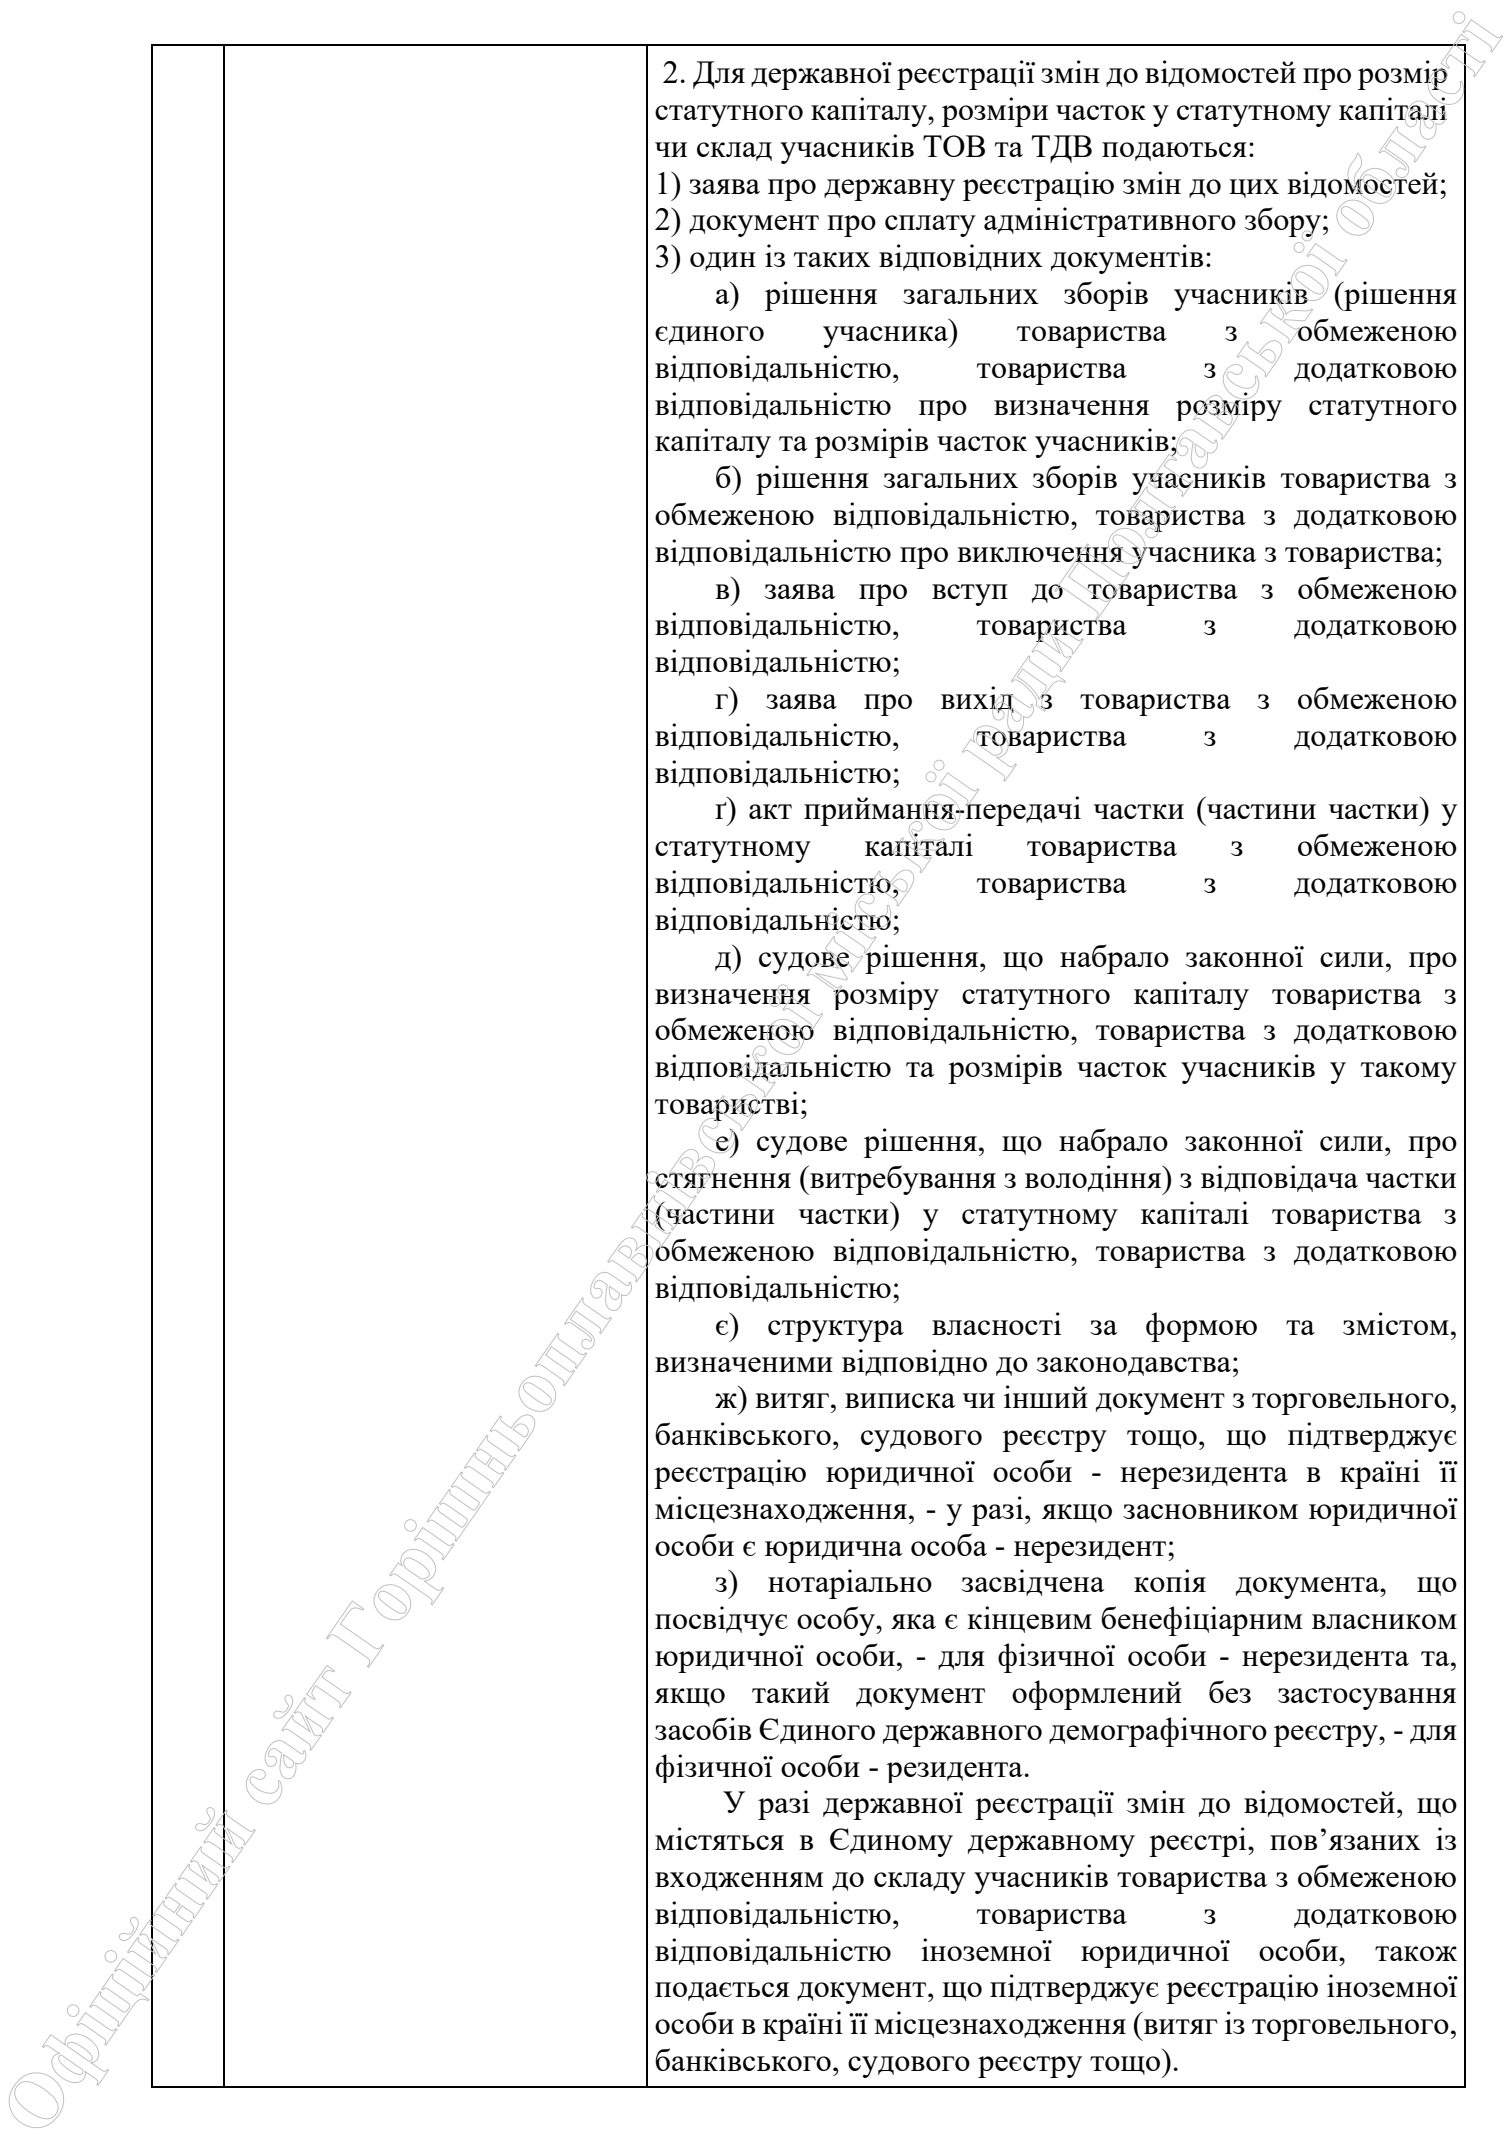 2. Для державної реєстрації змін до відомостей про розмір
статутного капіталу, розміри часток у статутному капіталі
чи склад учасників ТОВ та ТДВ подаються:
1) заява про державну реєстрацію змін до цих відомостей;
2) документ про сплату адміністративного збору;
3) один із таких відповідних документів:
а) рішення загальних зборів учасників (рішення
єдиного учасника) товариства з обмеженою
відповідальністю, товариства з додатковою
відповідальністю про визначення розміру статутного
капіталу та розмірів часток учасників;
б) рішення загальних зборів учасників товариства з
обмеженою відповідальністю, товариства з додатковою
відповідальністю про виключення учасника з товариства;
в) заява про вступ до товариства з обмеженою
відповідальністю, товариства з додатковою
відповідальністю;
г) заява про вихід з товариства з обмеженою
відповідальністю, товариства з додатковою
відповідальністю;
ґ) акт приймання-передачі частки (частини частки) у
статутному капіталі товариства з обмеженою
відповідальністю, товариства з додатковою
відповідальністю;
д) судове рішення, що набрало законної сили, про
визначення розміру статутного капіталу товариства з
обмеженою відповідальністю, товариства з додатковою
відповідальністю та розмірів часток учасників у такому
товаристві;
е) судове рішення, що набрало законної сили, про
стягнення (витребування з володіння) з відповідача частки
(частини частки) у статутному капіталі товариства з
обмеженою відповідальністю, товариства з додатковою
відповідальністю;
є) структура власності за формою та змістом,
визначеними відповідно до законодавства;
ж) витяг, виписка чи інший документ з торговельного,
банківського, судового реєстру тощо, що підтверджує
реєстрацію юридичної особи - нерезидента в країні її
місцезнаходження, - у разі, якщо засновником юридичної
особи є юридична особа - нерезидент;
з) нотаріально засвідчена копія документа, що
посвідчує особу, яка є кінцевим бенефіціарним власником
юридичної особи, - для фізичної особи - нерезидента та,
якщо такий документ оформлений без застосування
засобів Єдиного державного демографічного реєстру, - для
фізичної особи - резидента.
У разі державної реєстрації змін до відомостей, що
містяться в Єдиному державному реєстрі, пов’язаних із
входженням до складу учасників товариства з обмеженою
відповідальністю, товариства з додатковою
відповідальністю іноземної юридичної особи, також
подається документ, що підтверджує реєстрацію іноземної
особи в країні її місцезнаходження (витяг із торговельного,
банківського, судового реєстру тощо).
Офіційний сайт Горішньоплавнівської міської ради Полтавської області